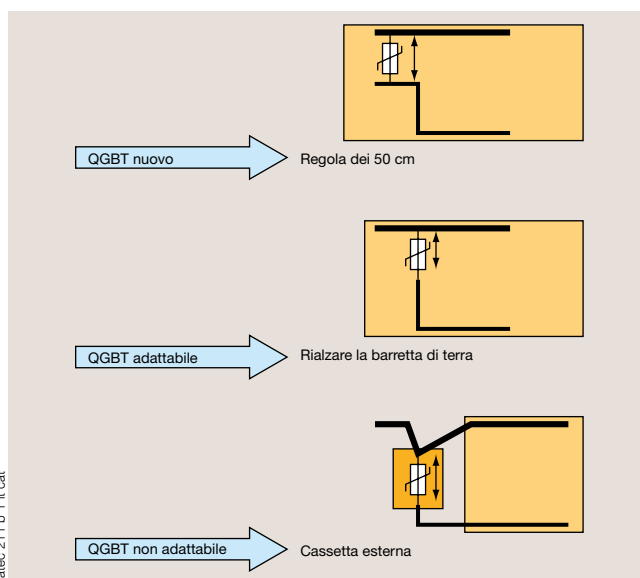 QGBT nuovo
Regola dei 50 cm
QGBT adattabile
Rialzare la barretta di terra
QGBT non adattabile
Cassetta esterna